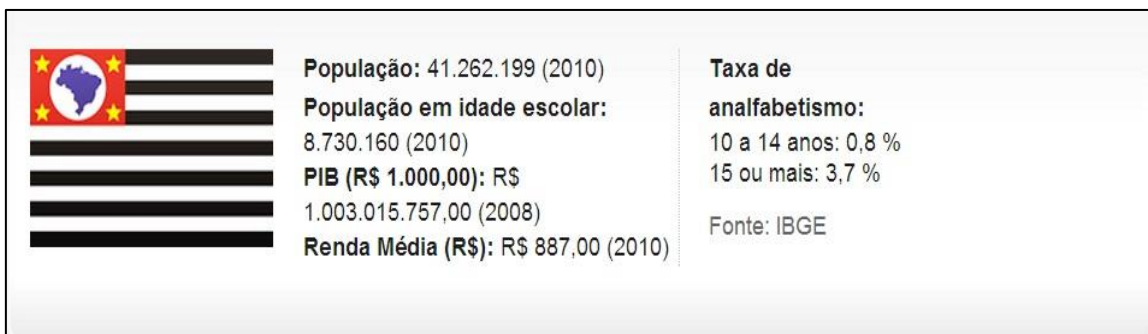 População: 41.262.199 (2010)
População em idade escolar:
8.730.160 (2010)
PIB (R$ 1.000,00): R$
1.003.015.757,00 (2008)
Renda Média (R$): R$ 887,00 (2010)
Taxa de
analfabetismo:
10 a 14 anos: 0,8 %
15 ou mais: 3,7 %
Fonte: IBGE